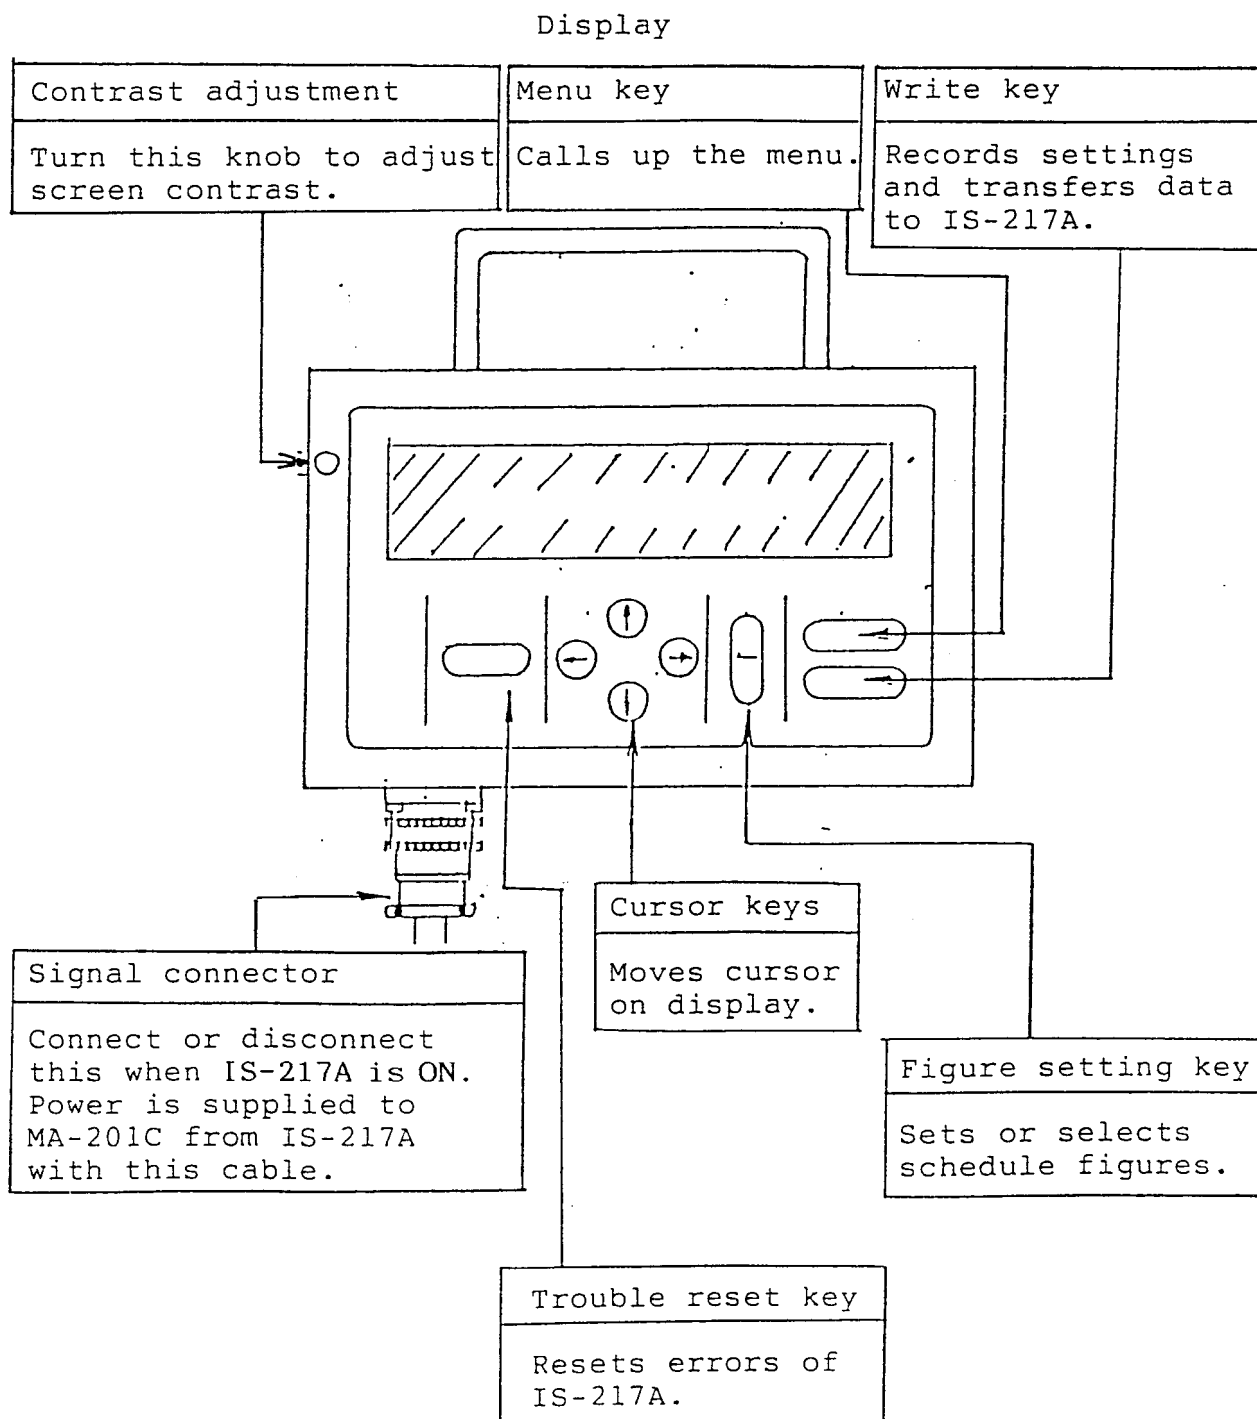 Display
Contrast adjustment
Turn this knob to adjust
screen contrast.
Menu key
Calls up the menu.
Write key
Records settings
and transfers data
to IS-217A.
Signal connector
Connect or disconnect
this when IS-217A is ON.
Power is supplied to
MA-201C from IS-217A
with this cable.
Cursor keys
Moves cursor
on display.
Figure setting key
Sets or selects
schedule figures.
Trouble reset key
Resets errors of
IS-217A.